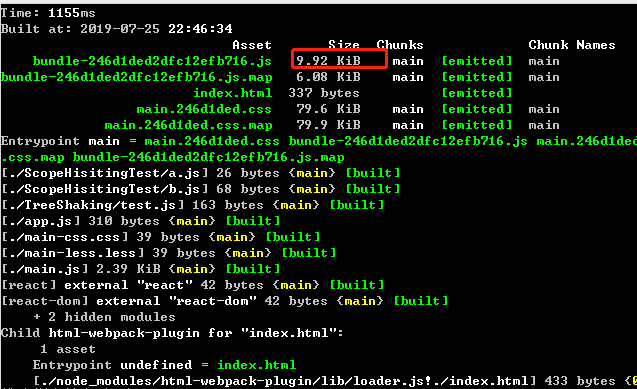 Time: 1155ms
Built at: 2019-07-25 22:46:34
Asset Size Chunks Chunk Names
bundle-246d1ded2dfc12efb716.js 9.92 KiB main [emitted] main
bundle-246d1ded2dfc12efb716.js.map 6.08 KiB main [emitted] main
index.html 337 bytes [emitted]
main.246d1ded.css 79.6 KiB main [emitted] main
main.246d1ded.css.map 79.9 KiB main [emitted] main
Entrypoint main = main.246d1ded.css bundle-246d1ded2dfc12efb716.js main.246d1ded
.css.map bundle-246d1ded2dfc12efb716.js.map
[./ScopeHisitingTest/a.js] 26 bytes {main} [built]
[./ScopeHisitingTest/b.js] 68 bytes {main} [built]
[./TreeShaking/test.js] 163 bytes {main} [built]
[./app.js] 310 bytes {main} [built]
[./main-css.css] 39 bytes {main} [built]
[./main-less.less] 39 bytes {main} [built]
[./main.js] 2.39 KiB {main} [built]
[react] external "react" 42 bytes {main} [built]
[react-dom] external "react-dom" 42 bytes {main} [built]
+ 2 hidden modules
Child html-webpack-plugin for "index.html":
1 asset
Entrypoint undefined = index.html
[./node_modules/html-webpack-plugin/lib/loader.js!./index.html] 433 bytes {0